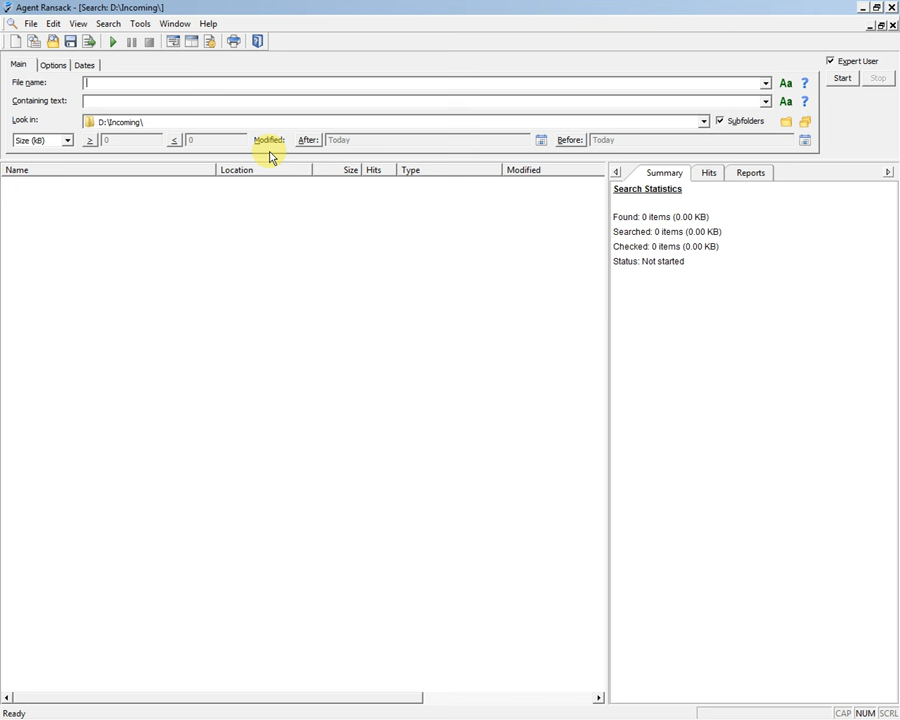 Agent Ransack - [Search: D:\Incoming\]
File Edit View Search Tools Window Help
Main Options Dates
Expert User
File name:
Aa ?
Start Stop
Containing text:
Aa ?
Look in: D:\Incoming\
Subfolders
Size (kB) ≥ 0 ≤ 0 Modified: After: Today Before: Today
Name Location Size Hits Type Modified
Summary Hits Reports
Search Statistics
Found: 0 items (0.00 KB)
Searched: 0 items (0.00 KB)
Checked: 0 items (0.00 KB)
Status: Not started
Ready
CAP NUM SCRL